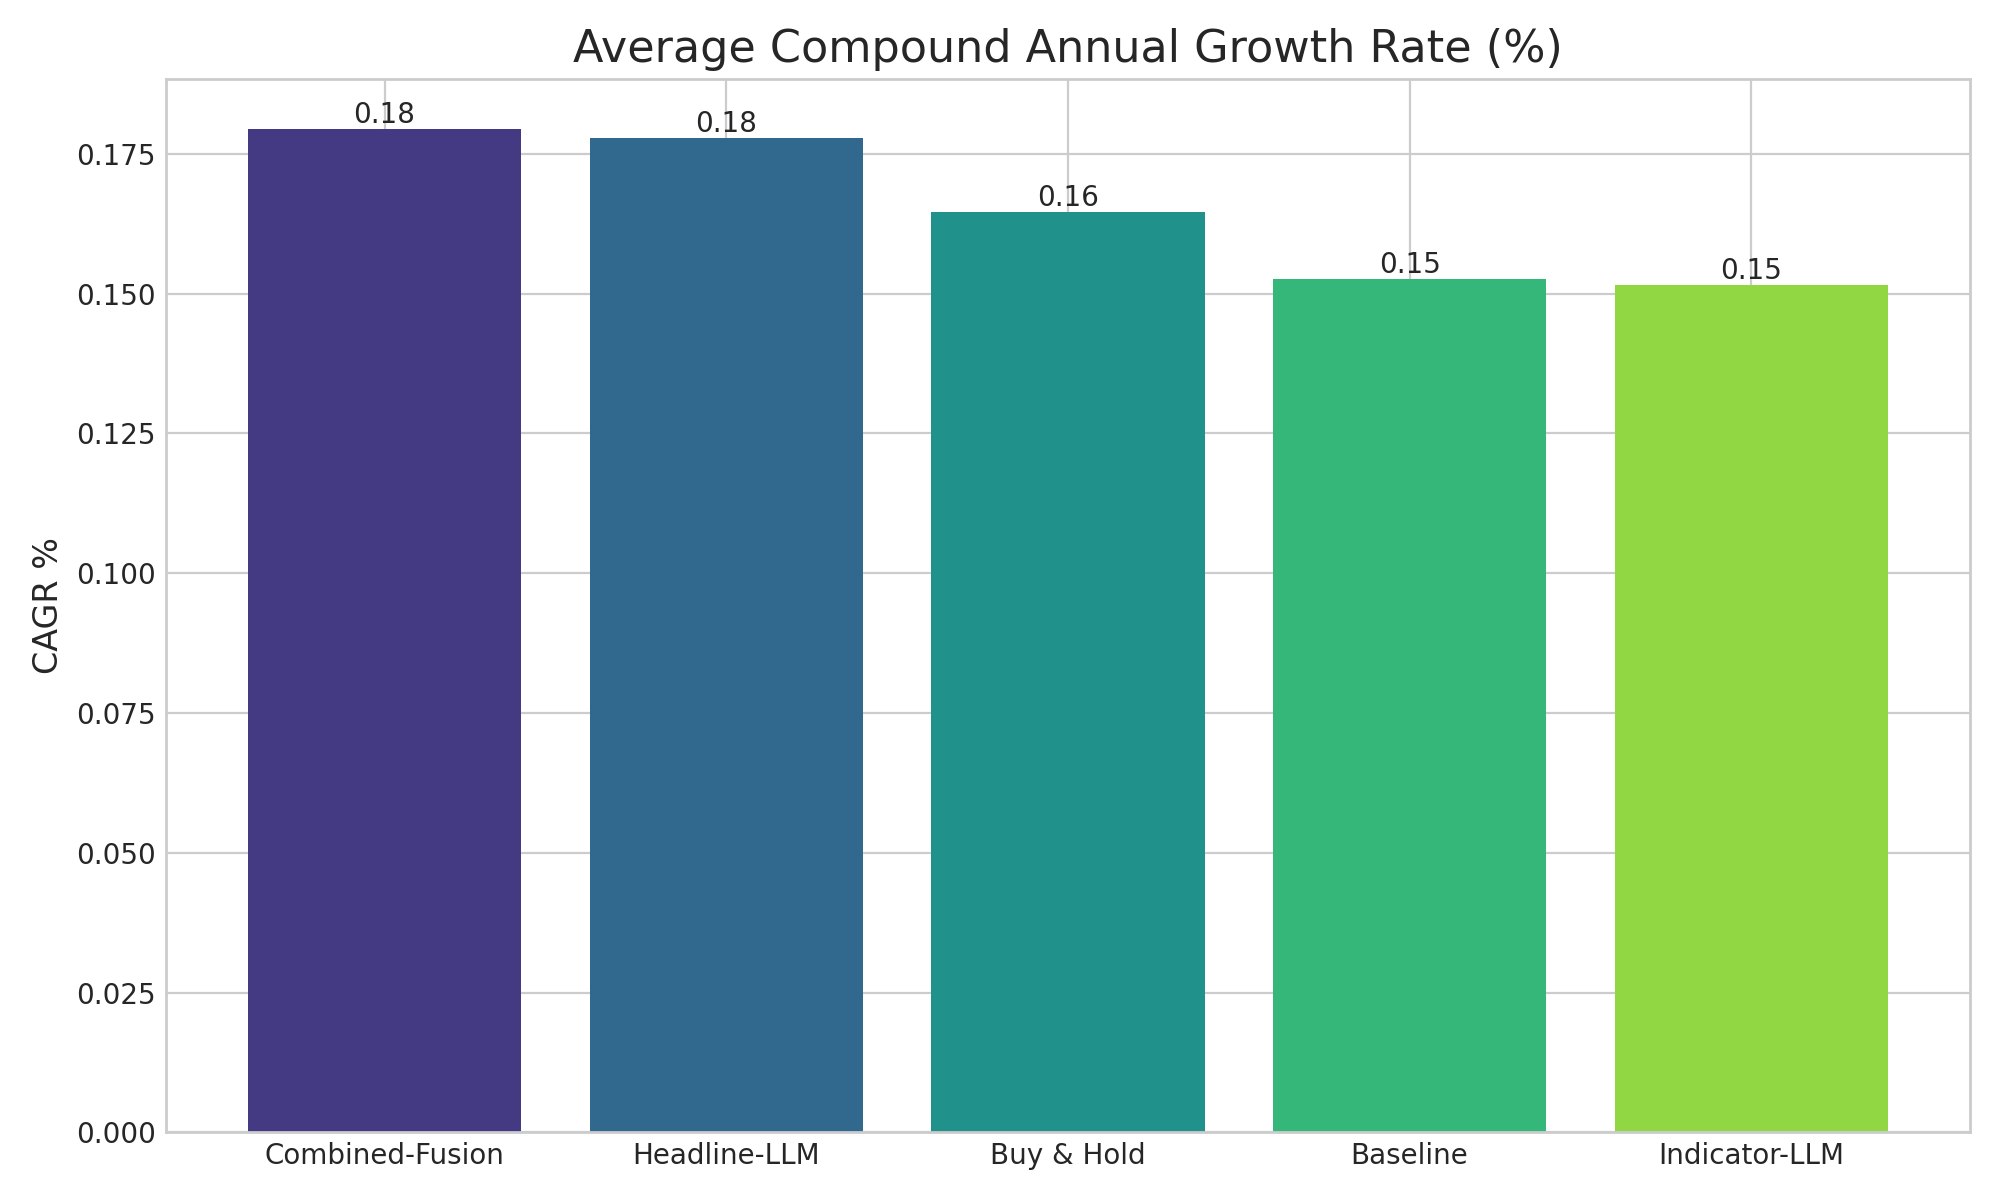 Average Compound Annual Growth Rate (%)
CAGR %
0.175
0.150
0.125
0.100
0.075
0.050
0.025
0.000
0.18
0.18
0.16
0.15
0.15
Combined-Fusion
Headline-LLM
Buy & Hold
Baseline
Indicator-LLM